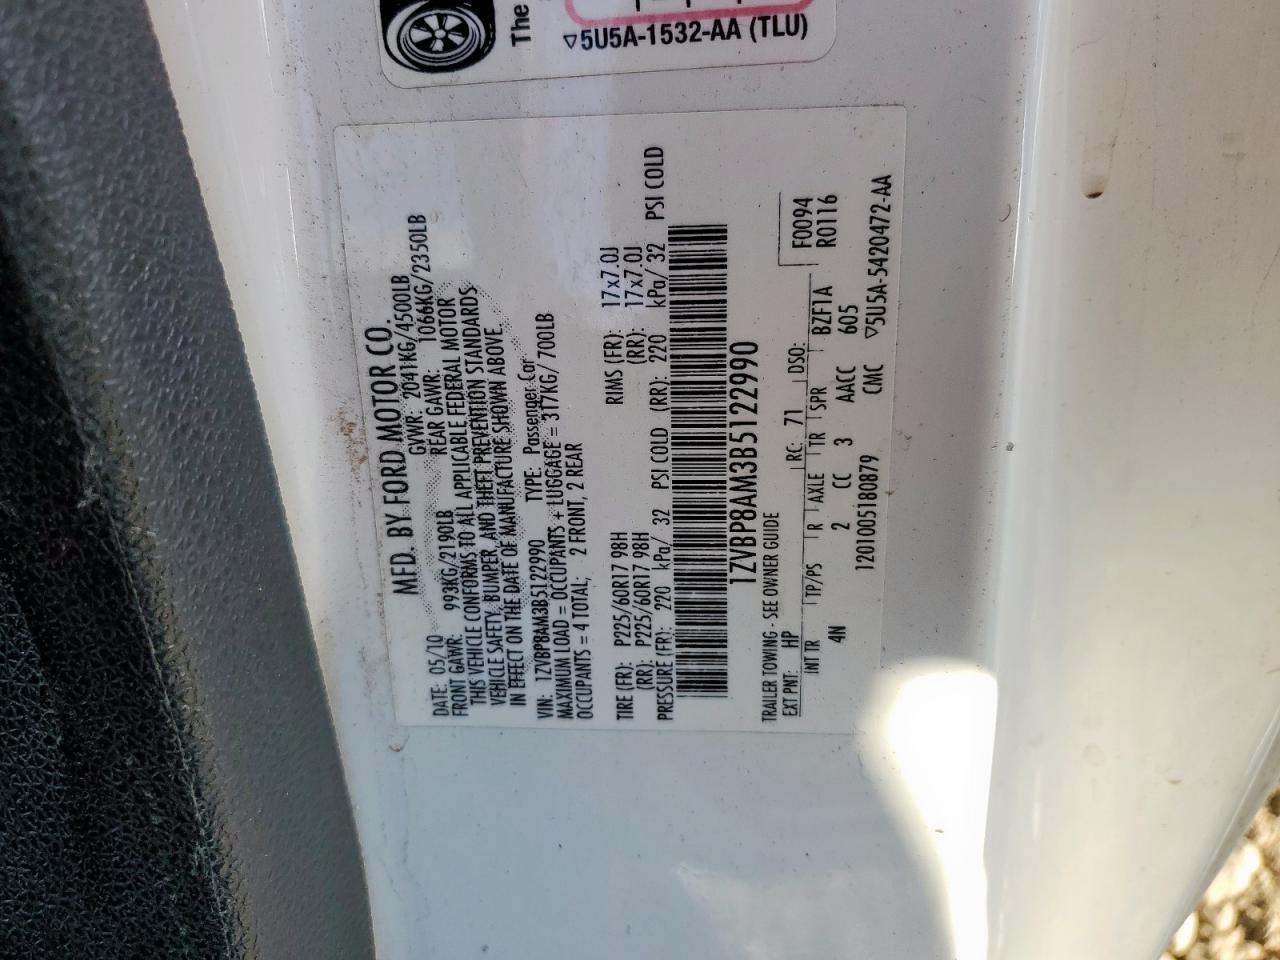 The
▽5U5A-1532-AA (TLU)
MFD. BY FORD MOTOR CO.
DATE: 05/10 GVWR: 2041KG/4500LB
FRONT GAWR: 993KG/2190LB REAR GAWR: 1066KG/2350LB
THIS VEHICLE CONFORMS TO ALL APPLICABLE FEDERAL MOTOR
VEHICLE SAFETY, BUMPER, AND THEFT PREVENTION STANDARDS
IN EFFECT ON THE DATE OF MANUFACTURE SHOWN ABOVE.
VIN: 1ZVBP8AM3B5122990 TYPE: Passenger Car
MAXIMUM LOAD = OCCUPANTS + LUGGAGE = 317KG/ 700LB
OCCUPANTS = 4 TOTAL; 2 FRONT, 2 REAR
TIRE (FR): P225/60R17 98H RIMS (FR): 17x7.0J
(RR): P225/60R17 98H (RR): 17x7.0J
PRESSURE (FR): 220 kPa/ 32 PSI COLD (RR): 220 kPa/ 32 PSI COLD
1ZVBP8AM3B5122990
TRAILER TOWING - SEE OWNER GUIDE
EXT PNT: HP RC: 71 DSO: F0094
INT TR TP/PS R AXLE TR SPR BZF1A R0116
4N 2 CC 3 AACC 605
1201005180879 CMC ▽5U5A-5420472-AA